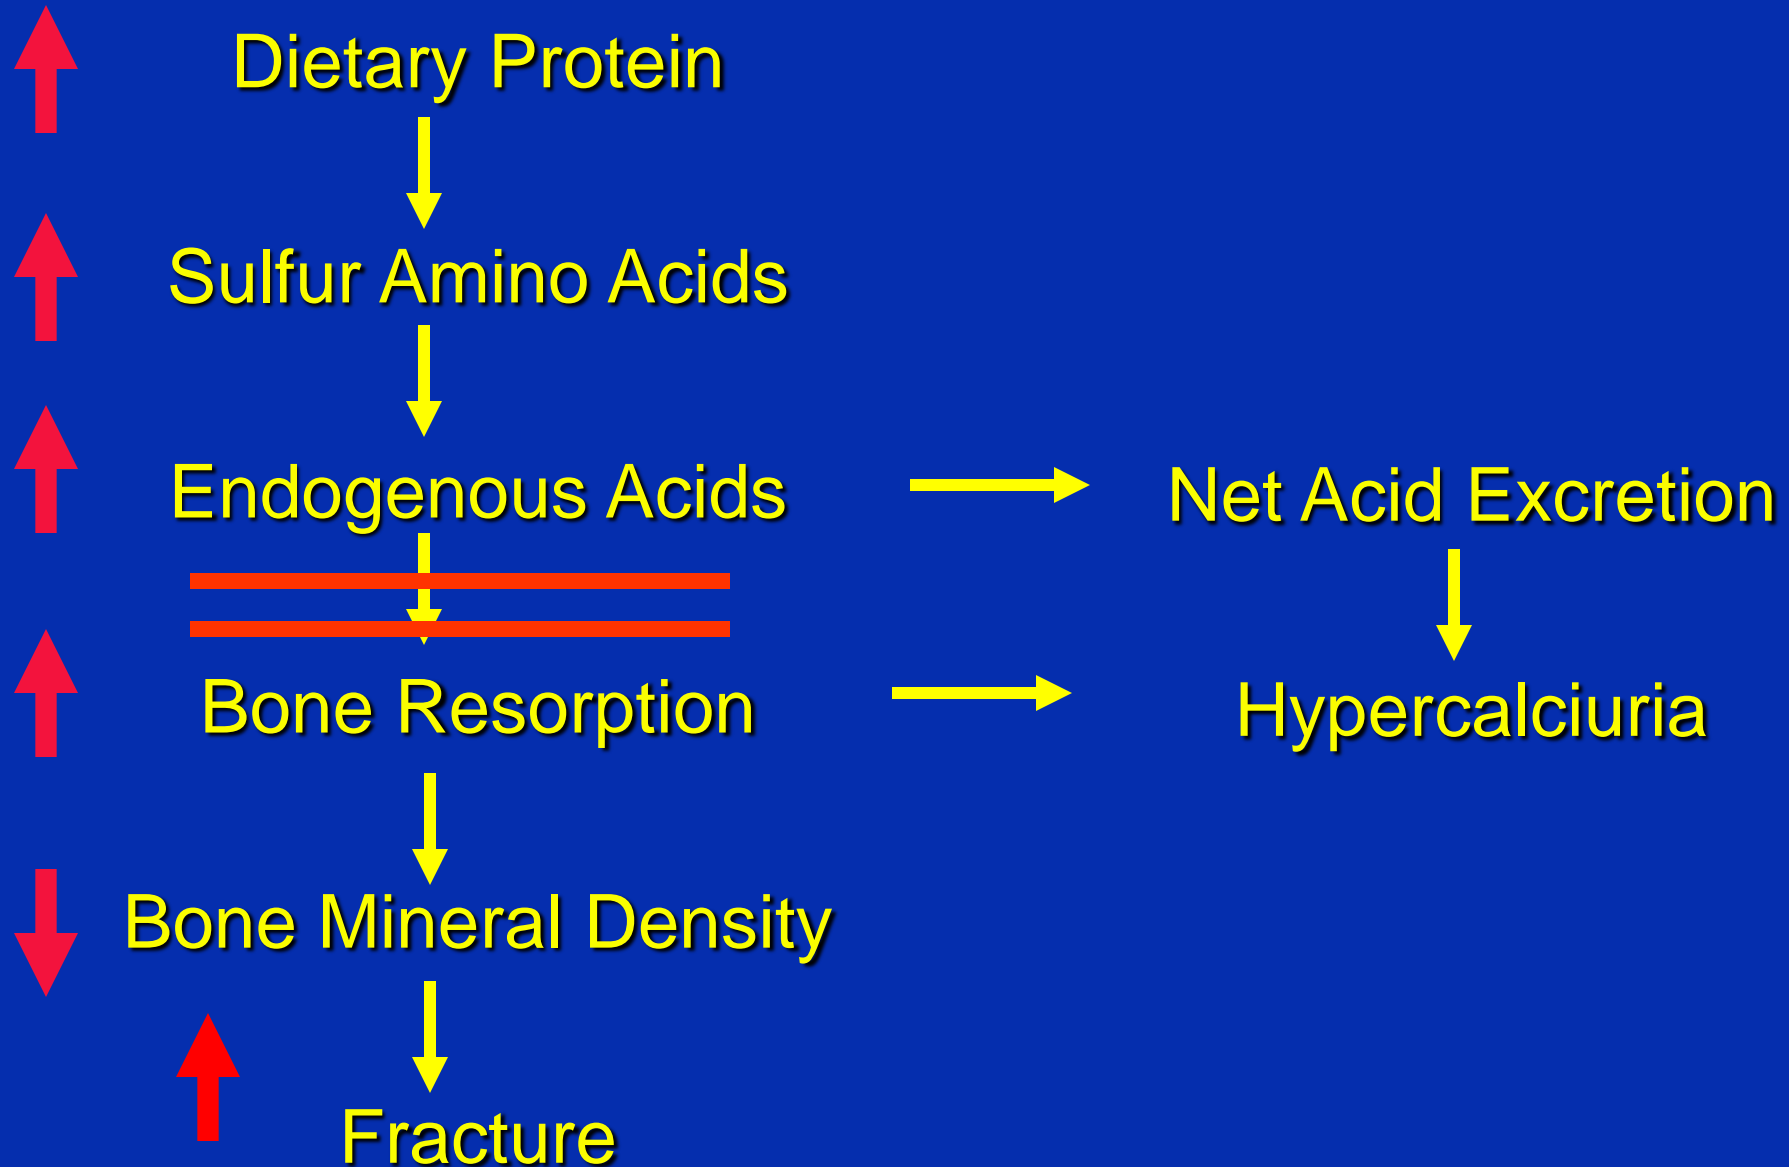 Dietary Protein
Sulfur Amino Acids
Endogenous Acids
Net Acid Excretion
Bone Resorption
Hypercalciuria
Bone Mineral Density
Fracture